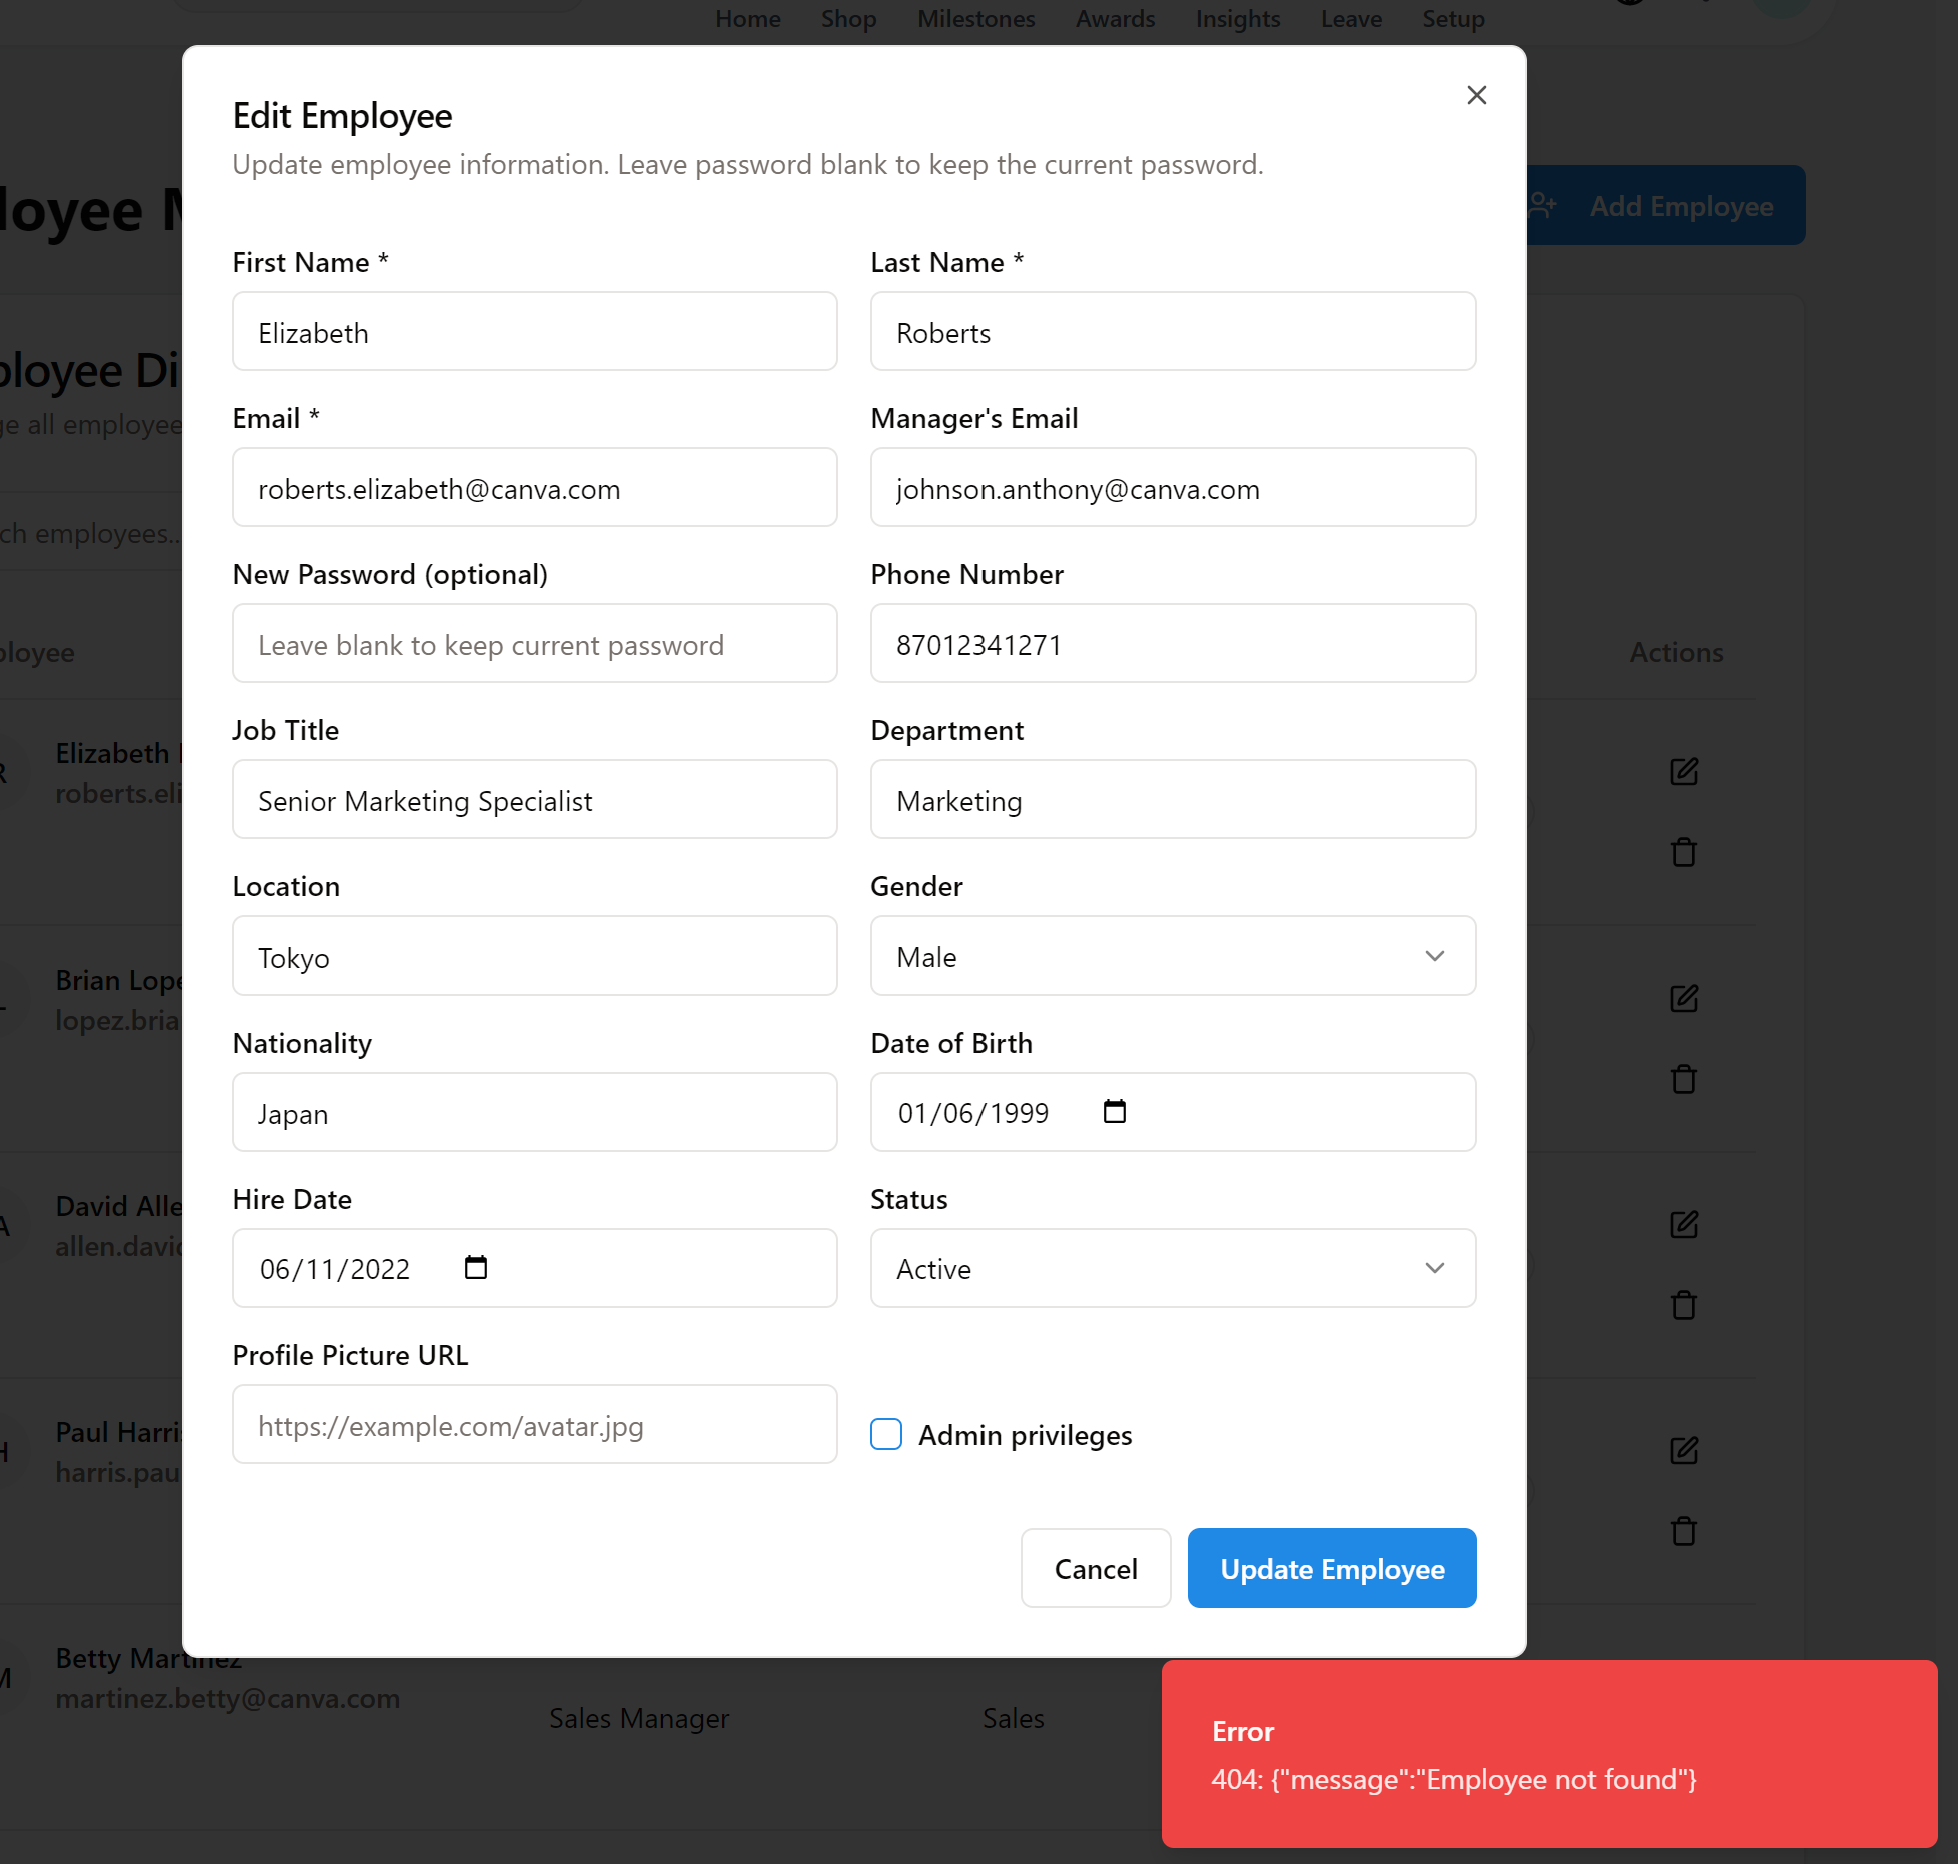 Home Shop Milestones Awards Insights Leave Setup
Edit Employee
Update employee information. Leave password blank to keep the current password.
loyee M
Add Employee
First Name *
Last Name *
Elizabeth
Roberts
ployee Di
ge all employee
Email *
Manager's Email
roberts.elizabeth@canva.com
johnson.anthony@canva.com
ch employees..
New Password (optional)
Phone Number
Leave blank to keep current password
87012341271
ployee
Actions
Job Title
Department
Senior Marketing Specialist
Marketing
Elizabeth
roberts.eli
Location
Gender
Tokyo
Male
Brian Lope
lopez.bria
Nationality
Date of Birth
Japan
01/06/1999
Hire Date
Status
06/11/2022
Active
David Alle
allen.davi
Profile Picture URL
https://example.com/avatar.jpg
Admin privileges
Paul Harri
harris.pau
Cancel
Update Employee
Betty Martinez
martinez.betty@canva.com
Sales Manager
Sales
Error
404: {"message":"Employee not found"}